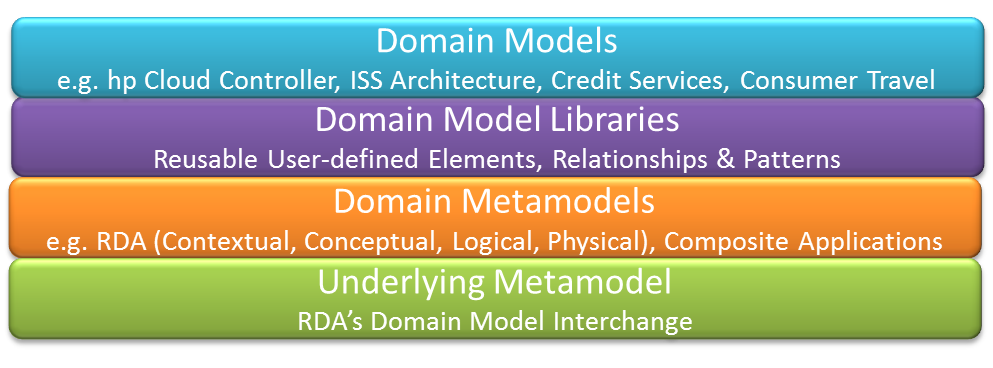 Domain Models
e.g. hp Cloud Controller, ISS Architecture, Credit Services, Consumer Travel
Domain Model Libraries
Reusable User-defined Elements, Relationships & Patterns
Domain Metamodels
e.g. RDA (Contextual, Conceptual, Logical, Physical), Composite Applications
Underlying Metamodel
RDA’s Domain Model Interchange